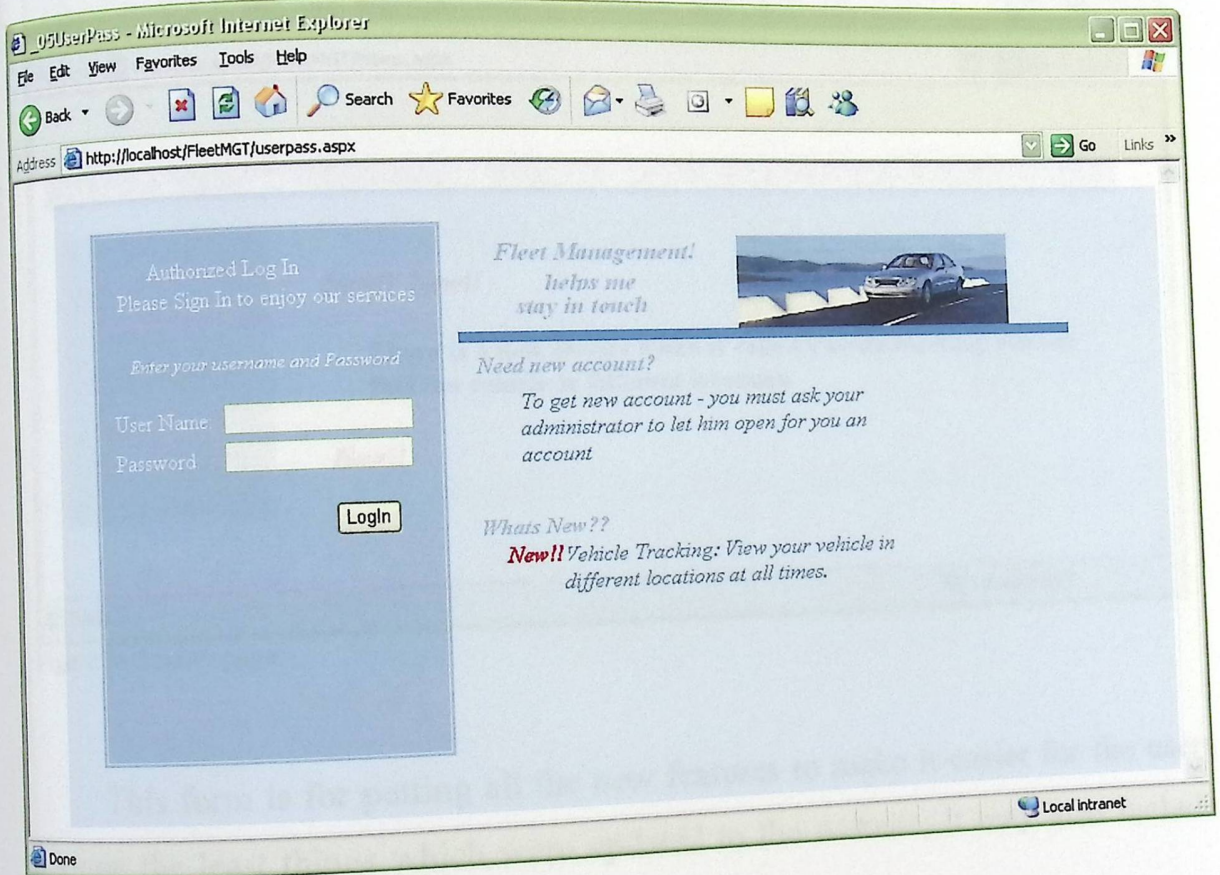 _05UserPass - Microsoft Internet Explorer
File Edit View Favorites Tools Help
Back Search Favorites
Address http://localhost/FleetMGT/userpass.aspx Go Links »
Authorized Log In
Please Sign In to enjoy our services
Enter your username and Password
User Name
Password
LogIn
Fleet Management!
helps me
stay in touch
Need new account?
To get new account - you must ask your
administrator to let him open for you an
account
Whats New??
New!! Vehicle Tracking: View your vehicle in
different locations at all times.
This form is for putting all the new features to make it easier for the
Done Local intranet